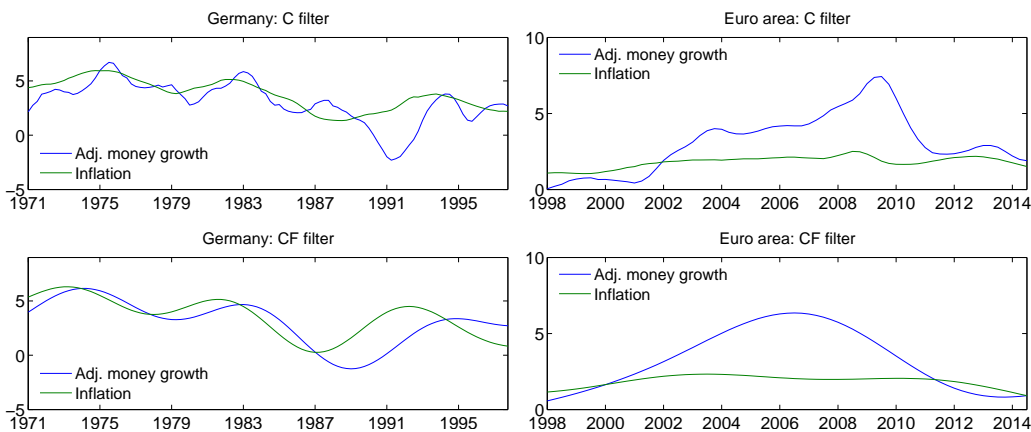 Germany: C filter
5
0
−5
Adj. money growth
Inflation
1971 1975 1979 1983 1987 1991 1995
Euro area: C filter
10
5
0
Adj. money growth
Inflation
1998 2000 2002 2004 2006 2008 2010 2012 2014
Germany: CF filter
5
0
−5
Adj. money growth
Inflation
1971 1975 1979 1983 1987 1991 1995
Euro area: CF filter
10
5
0
Adj. money growth
Inflation
1998 2000 2002 2004 2006 2008 2010 2012 2014